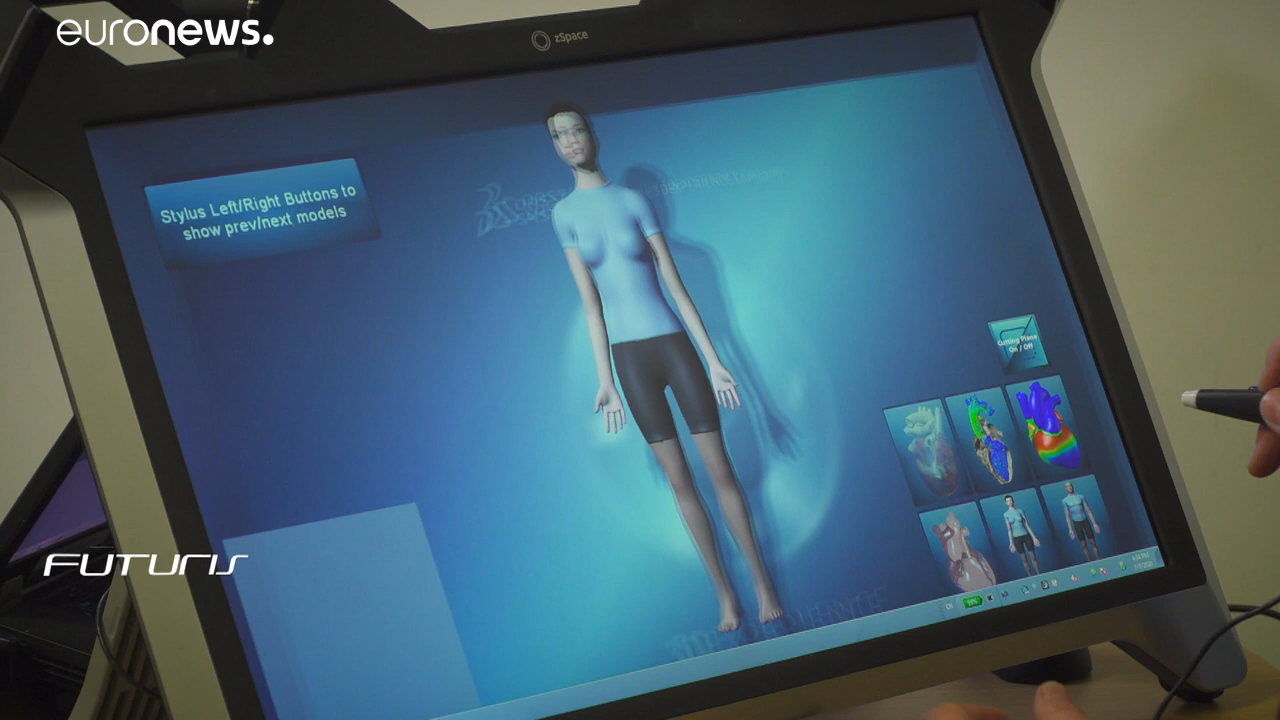 euronews.
zSpace
Stylus Left/Right Buttons to
show prev/next models
Cutting Plane
On / Off
FUTURIS